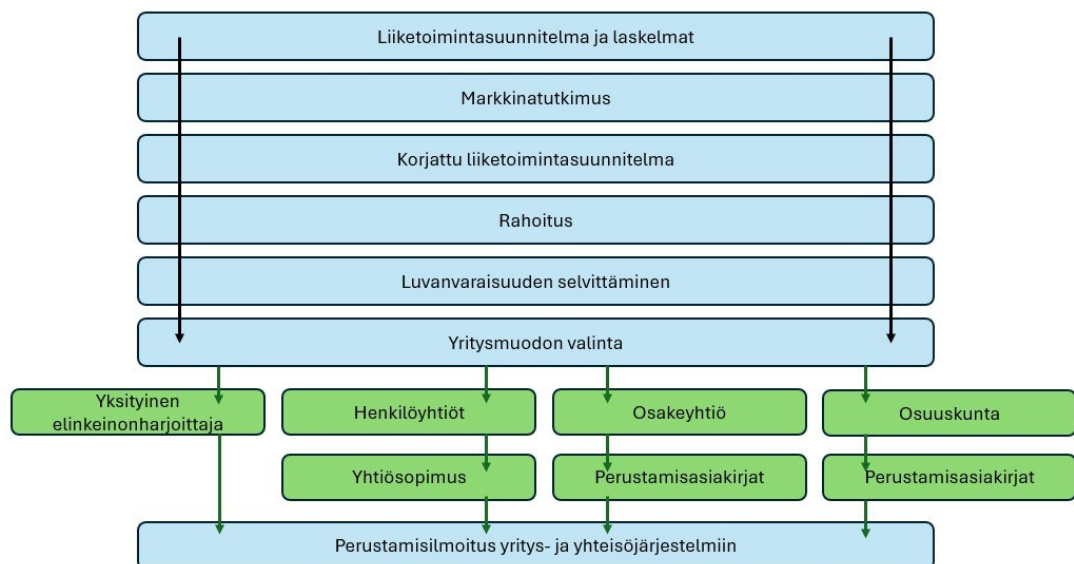 Liiketoimintasuunnitelma ja laskelmat
Markkinatutkimus
Korjattu liiketoimintasuunnitelma
Rahoitus
Luvanvaraisuuden selvittäminen
Yritysmuodon valinta
Yksityinen
elinkeinonharjoittaja
Henkilöyhtiöt
Osakeyhtiö
Osuuskunta
Yhtiösopimus
Perustamisasiakirjat
Perustamisasiakirjat
Perustamisilmoitus yritys- ja yhteisöjärjestelmiin